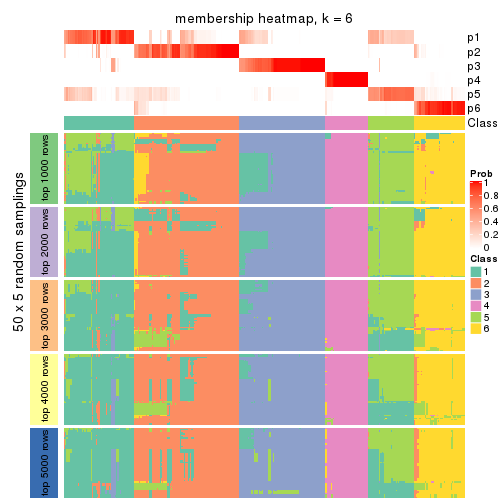 membership heatmap, k = 6
p1
p2
p3
p4
p5
p6
Class
50 x 5 random samplings
top 1000 rows
top 2000 rows
top 3000 rows
top 4000 rows
top 5000 rows
Prob
1
0.8
0.6
0.4
0.2
0
Class
1
2
3
4
5
6